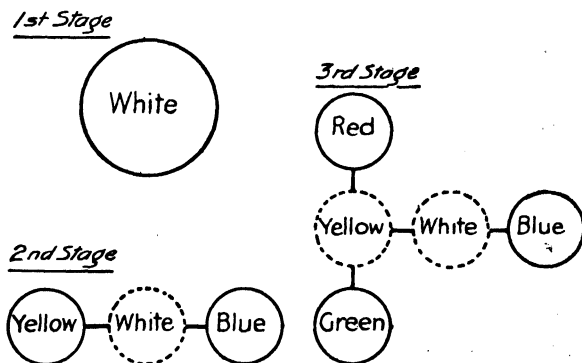 1st Stage
White
2nd Stage
Yellow White Blue
3rd Stage
Red
Yellow White Blue
Green